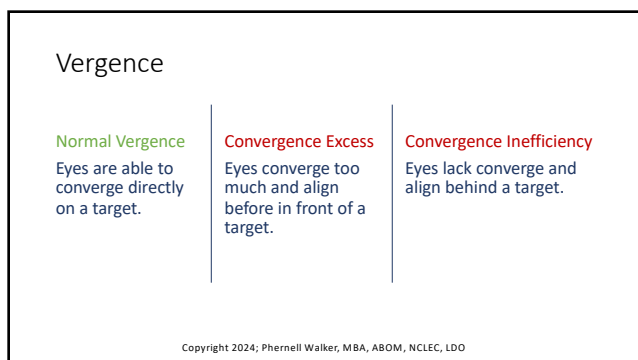 Vergence
Normal Vergence
Eyes are able to
converge directly
on a target.
Convergence Excess
Eyes converge too
much and align
before in front of a
target.
Convergence Inefficiency
Eyes lack converge and
align behind a target.
Copyright 2024; Phernell Walker, MBA, ABOM, NCLEC, LDO